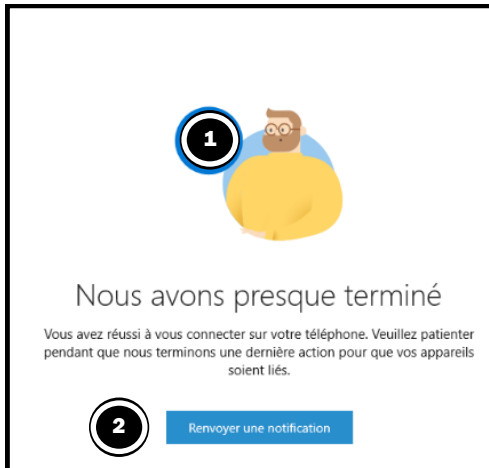 1
Nous avons presque terminé
Vous avez réussi à vous connecter sur votre téléphone. Veuillez patienter
pendant que nous terminons une dernière action pour que vos appareils
soient liés.
2
Renvoyer une notification